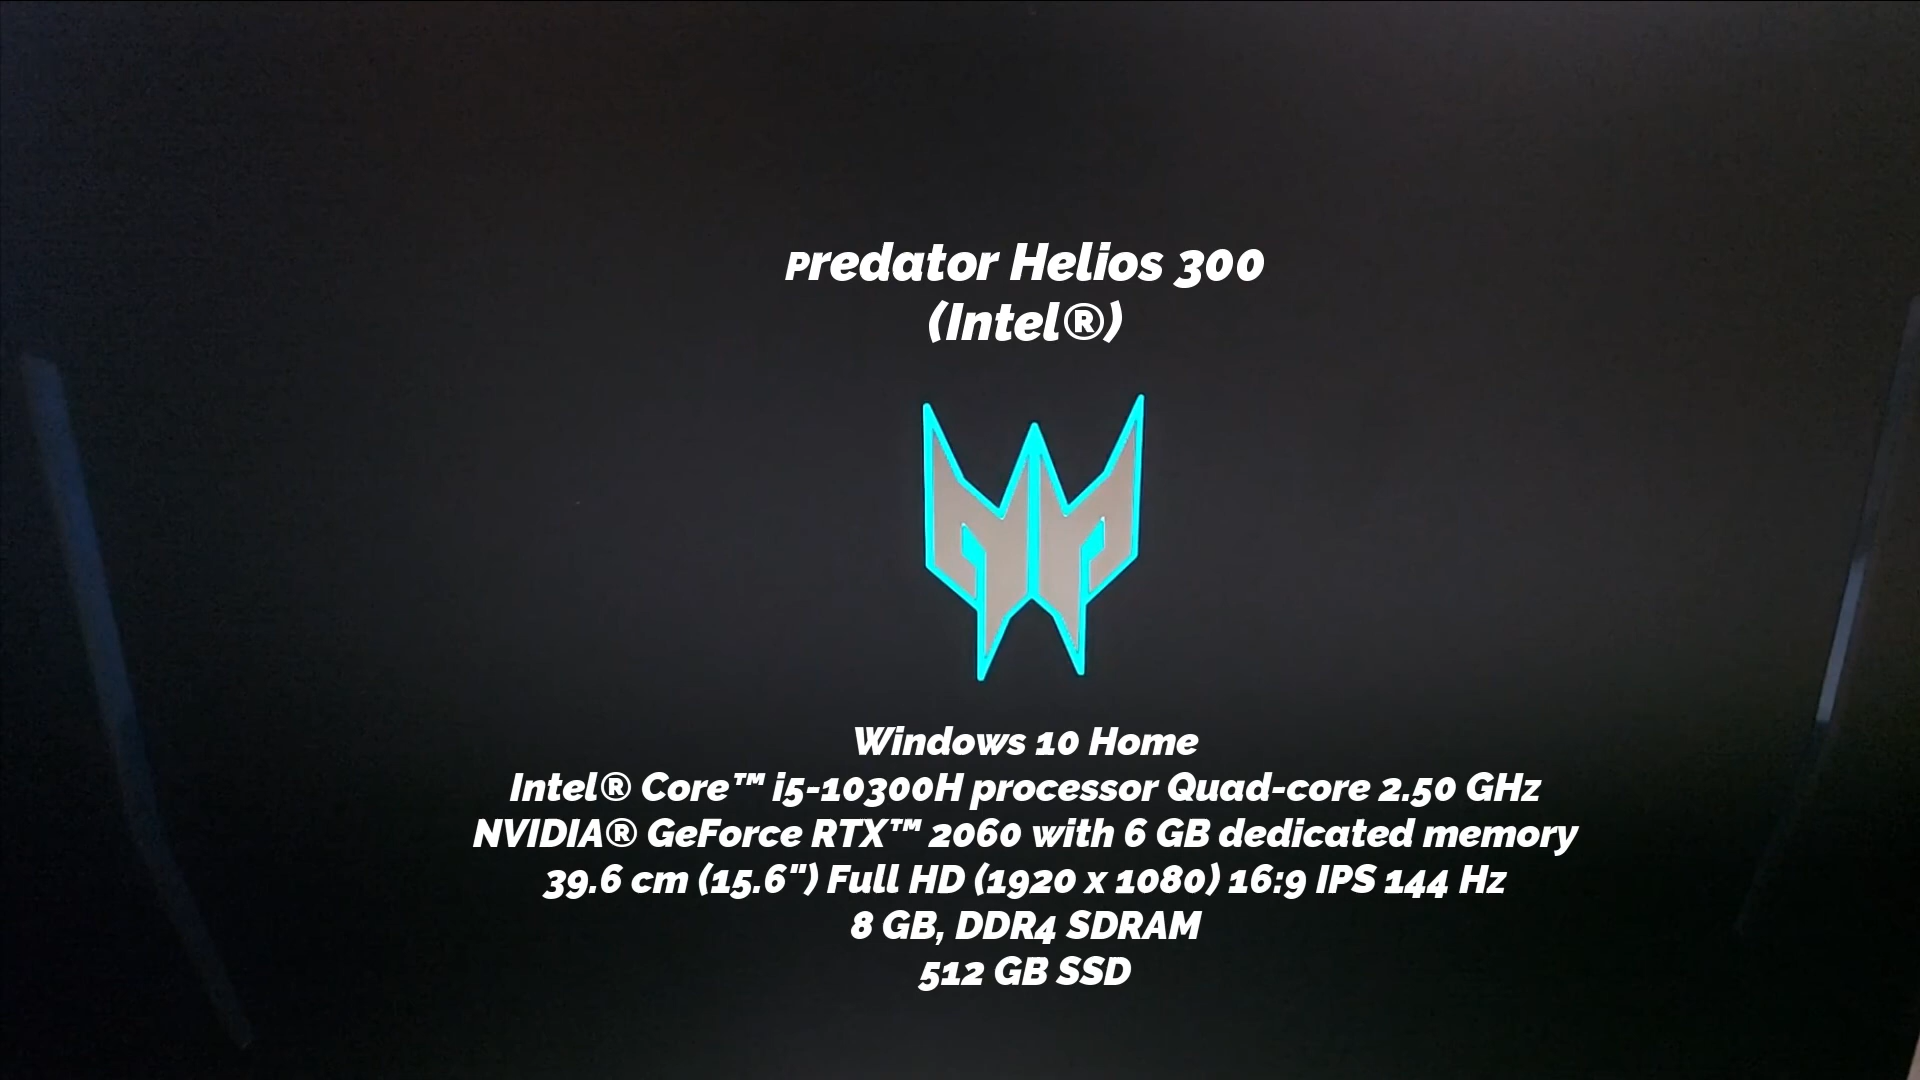 Predator Helios 300
(Intel®)
Windows 10 Home
Intel® Core™ i5-10300H processor Quad-core 2.50 GHz
NVIDIA® GeForce RTX™ 2060 with 6 GB dedicated memory
39.6 cm (15.6") Full HD (1920 x 1080) 16:9 IPS 144 Hz
8 GB, DDR4 SDRAM
512 GB SSD